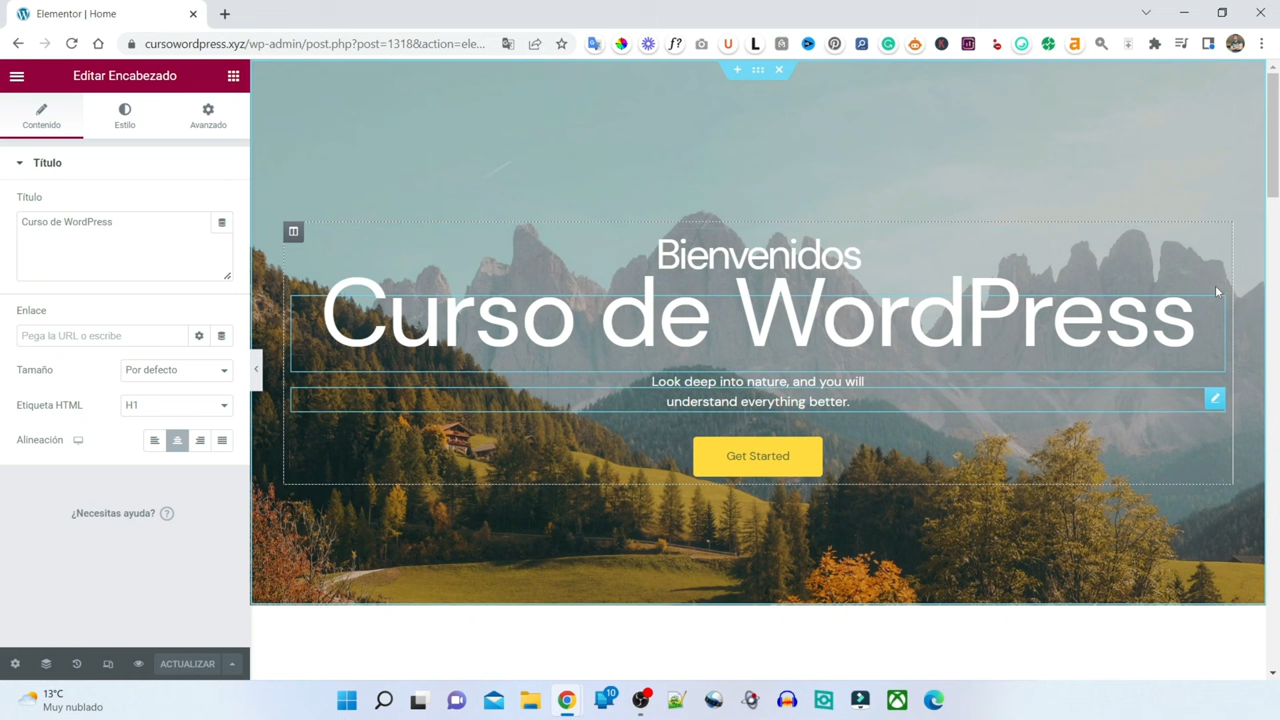 Elementor | Home
cursowordpress.xyz/wp-admin/post.php?post=1318&action=ele...
Editar Encabezado
Contenido
Estilo
Avanzado
Título
Título
Curso de WordPress
Enlace
Pega la URL o escribe
Tamaño
Por defecto
Etiqueta HTML
H1
Alineación
¿Necesitas ayuda?
ACTUALIZAR
Bienvenidos
Curso de WordPress
Look deep into nature, and you will
understand everything better.
Get Started
13°C
Muy nublado
10